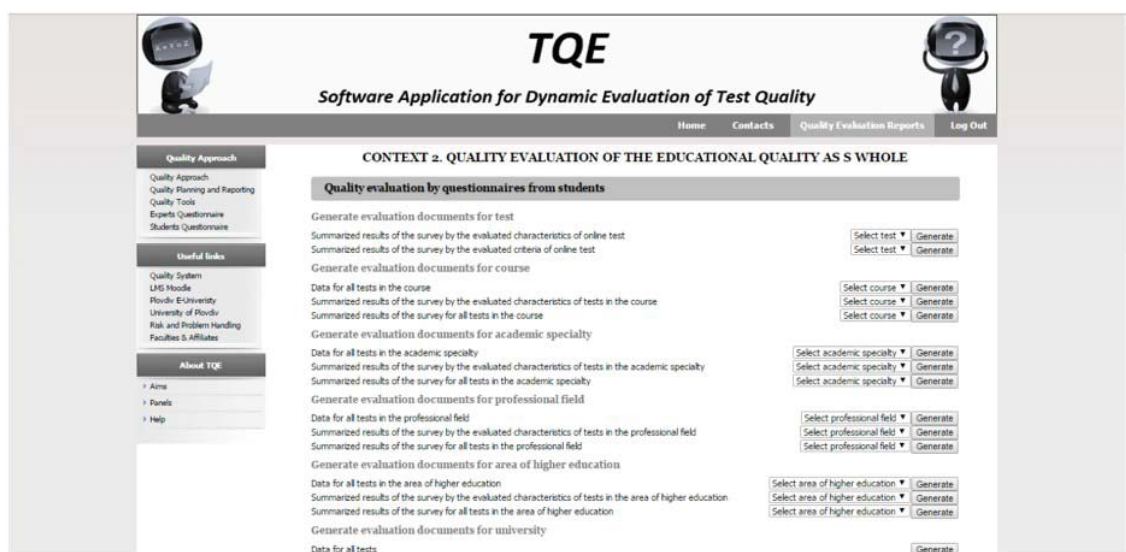 X+Y=Z
?
TQE
Software Application for Dynamic Evaluation of Test Quality
Home Contacts Quality Evaluation Reports Log Out
Quality Approach
Quality Approach
Quality Planning and Reporting
Quality Tools
Experts Questionnaire
Students Questionnaire
Useful links
Quality System
LMS Moodle
Plovdiv E-Univeristy
University of Plovdiv
Risk and Problem Handling
Faculties & Affiliates
About TQE
Aims
Panels
Help
CONTEXT 2. QUALITY EVALUATION OF THE EDUCATIONAL QUALITY AS S WHOLE
Quality evaluation by questionnaires from students
Generate evaluation documents for test
Summarized results of the survey by the evaluated characteristics of online test Select test ▼ Generate
Summarized results of the survey by the evaluated criteria of online test Select test ▼ Generate
Generate evaluation documents for course
Data for all tests in the course Select course ▼ Generate
Summarized results of the survey by the evaluated characteristics of tests in the course Select course ▼ Generate
Summarized results of the survey for all tests in the course Select course ▼ Generate
Generate evaluation documents for academic specialty
Data for all tests in the academic specialty Select academic specialty ▼ Generate
Summarized results of the survey by the evaluated characteristics of tests in the academic specialty Select academic specialty ▼ Generate
Summarized results of the survey for all tests in the academic specialty Select academic specialty ▼ Generate
Generate evaluation documents for professional field
Data for all tests in the professional field Select professional field ▼ Generate
Summarized results of the survey by the evaluated characteristics of tests in the professional field Select professional field ▼ Generate
Summarized results of the survey for all tests in the professional field Select professional field ▼ Generate
Generate evaluation documents for area of higher education
Data for all tests in the area of higher education Select area of higher education ▼ Generate
Summarized results of the survey by the evaluated characteristics of tests in the area of higher education Select area of higher education ▼ Generate
Summarized results of the survey for all tests in the area of higher education Select area of higher education ▼ Generate
Generate evaluation documents for university
Data for all tests Generate